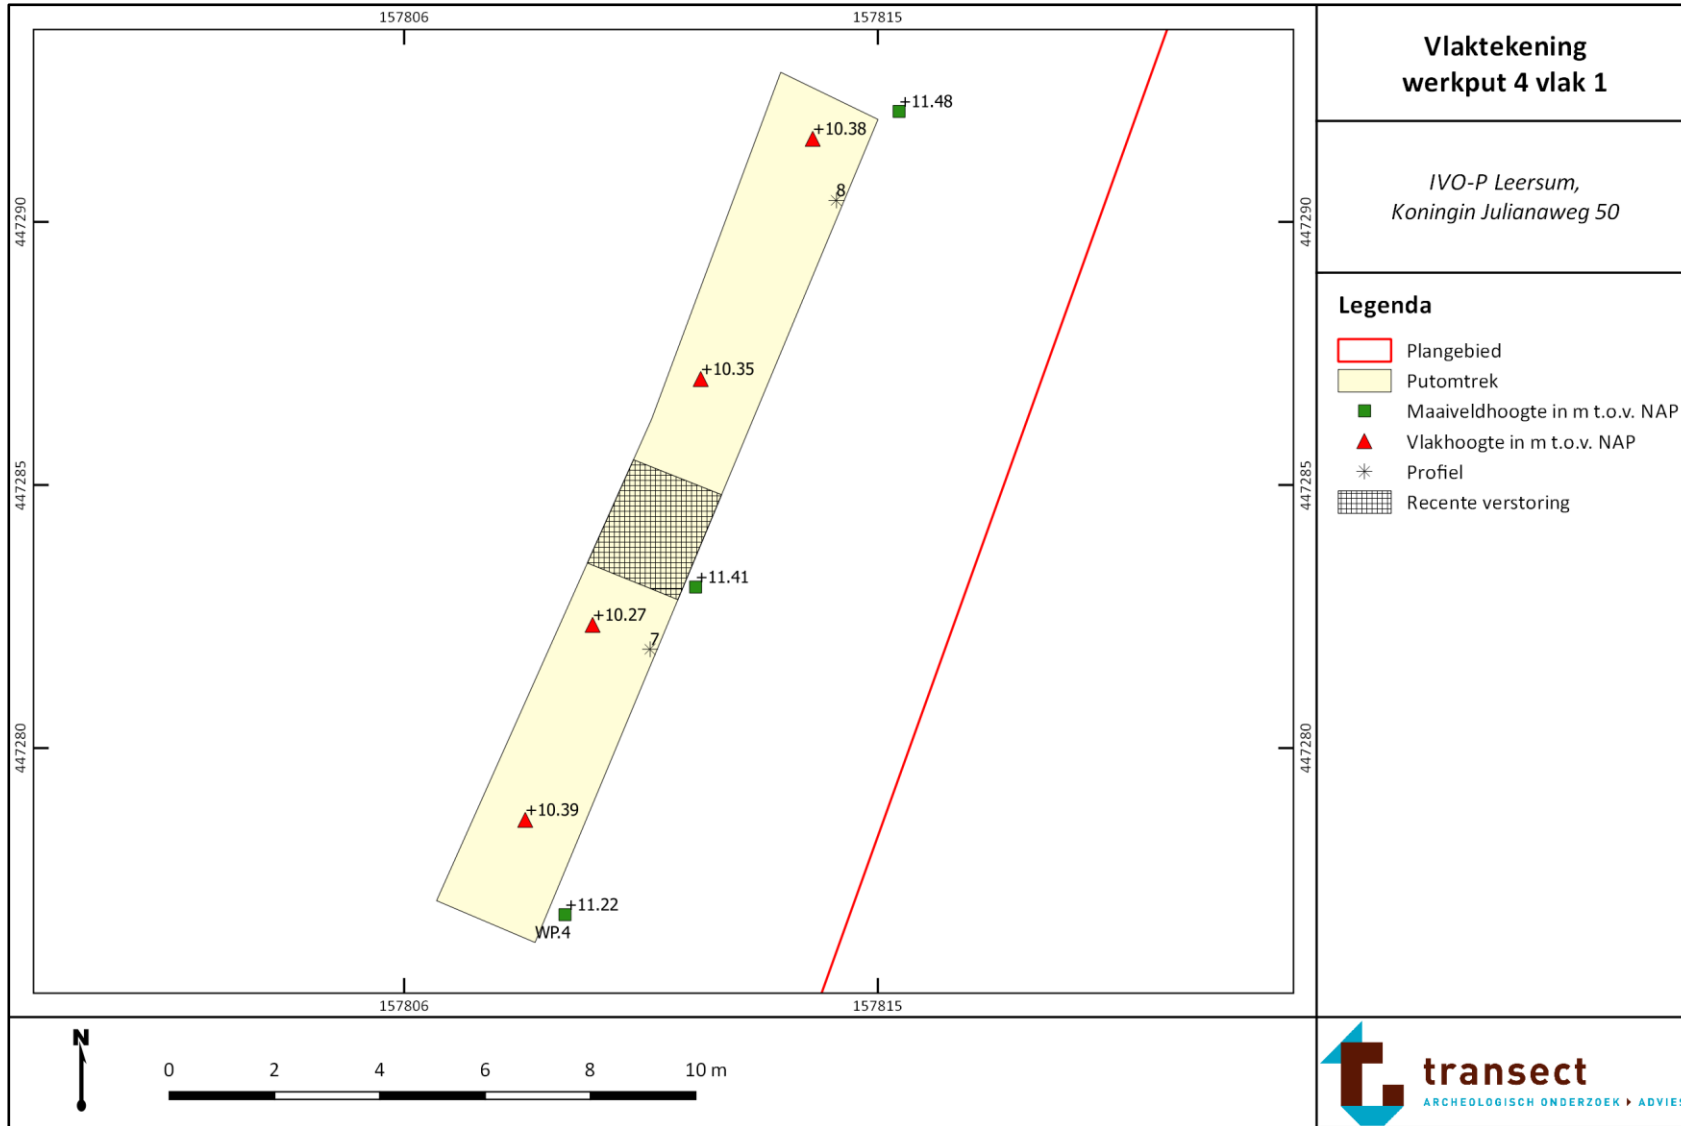 157806
157815
+11.48
+10.38
8
447290
447290
+10.35
447285
447285
+11.41
+10.27
7
447280
447280
+10.39
+11.22
WP.4
157806
157815
Vlaktekening
werkput 4 vlak 1
IVO-P Leersum,
Koningin Julianaweg 50
Legenda
Plangebied
Putomtrek
Maaiveldhoogte in m t.o.v. NAP
Vlakhoogte in m t.o.v. NAP
Profiel
Recente verstoring
N
0 2 4 6 8 10 m
transect
ARCHEOLOGISCH ONDERZOEK ▸ ADVIES